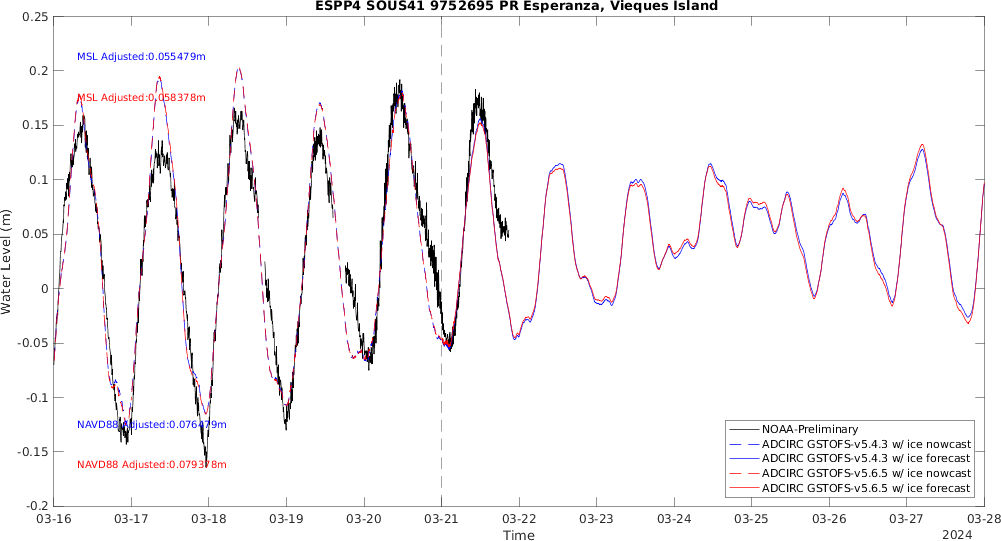 ESPP4 SOUS41 9752695 PR Esperanza, Vieques Island
0.25
0.2
0.15
0.1
0.05
0
-0.05
-0.1
-0.15
-0.2
Water Level (m)
MSL Adjusted:0.055479m
MSL Adjusted:0.058378m
NAVD88 Adjusted:0.076479m
NAVD88 Adjusted:0.079378m
NOAA-Preliminary
ADCIRC GSTOFS-v5.4.3 w/ ice nowcast
ADCIRC GSTOFS-v5.4.3 w/ ice forecast
ADCIRC GSTOFS-v5.6.5 w/ ice nowcast
ADCIRC GSTOFS-v5.6.5 w/ ice forecast
03-16 03-17 03-18 03-19 03-20 03-21 03-22 03-23 03-24 03-25 03-26 03-27 03-28
Time
2024